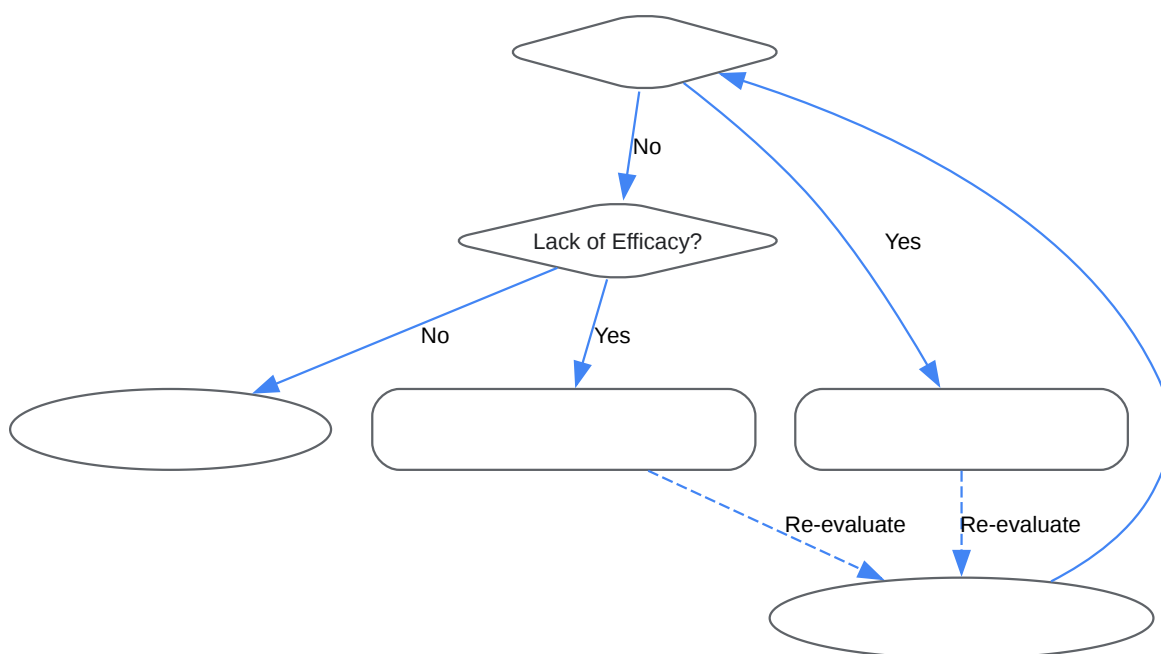 No
Lack of Efficacy?
Yes
No
Yes
Re-evaluate
Re-evaluate